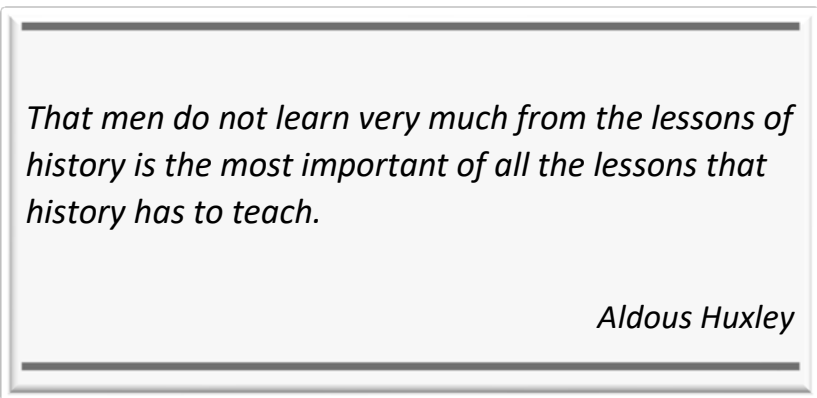 That men do not learn very much from the lessons of
history is the most important of all the lessons that
history has to teach.
Aldous Huxley